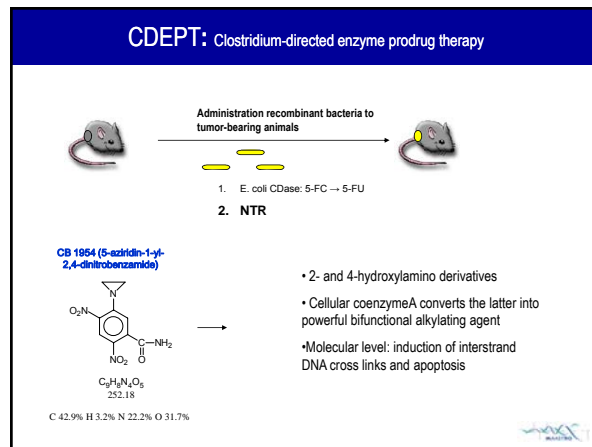 CDEPT: Clostridium-directed enzyme prodrug therapy
Administration recombinant bacteria to
tumor-bearing animals
1. E. coli CDase: 5-FC → 5-FU
2. NTR
CB 1954 (5-aziridin-1-yl-
2,4-dinitrobenzamide)
N
O₂N
C—NH₂
NO₂ O
C₉H₈N₄O₅
252.18
C 42.9% H 3.2% N 22.2% O 31.7%
• 2- and 4-hydroxylamino derivatives
• Cellular coenzymeA converts the latter into
powerful bifunctional alkylating agent
•Molecular level: induction of interstrand
DNA cross links and apoptosis